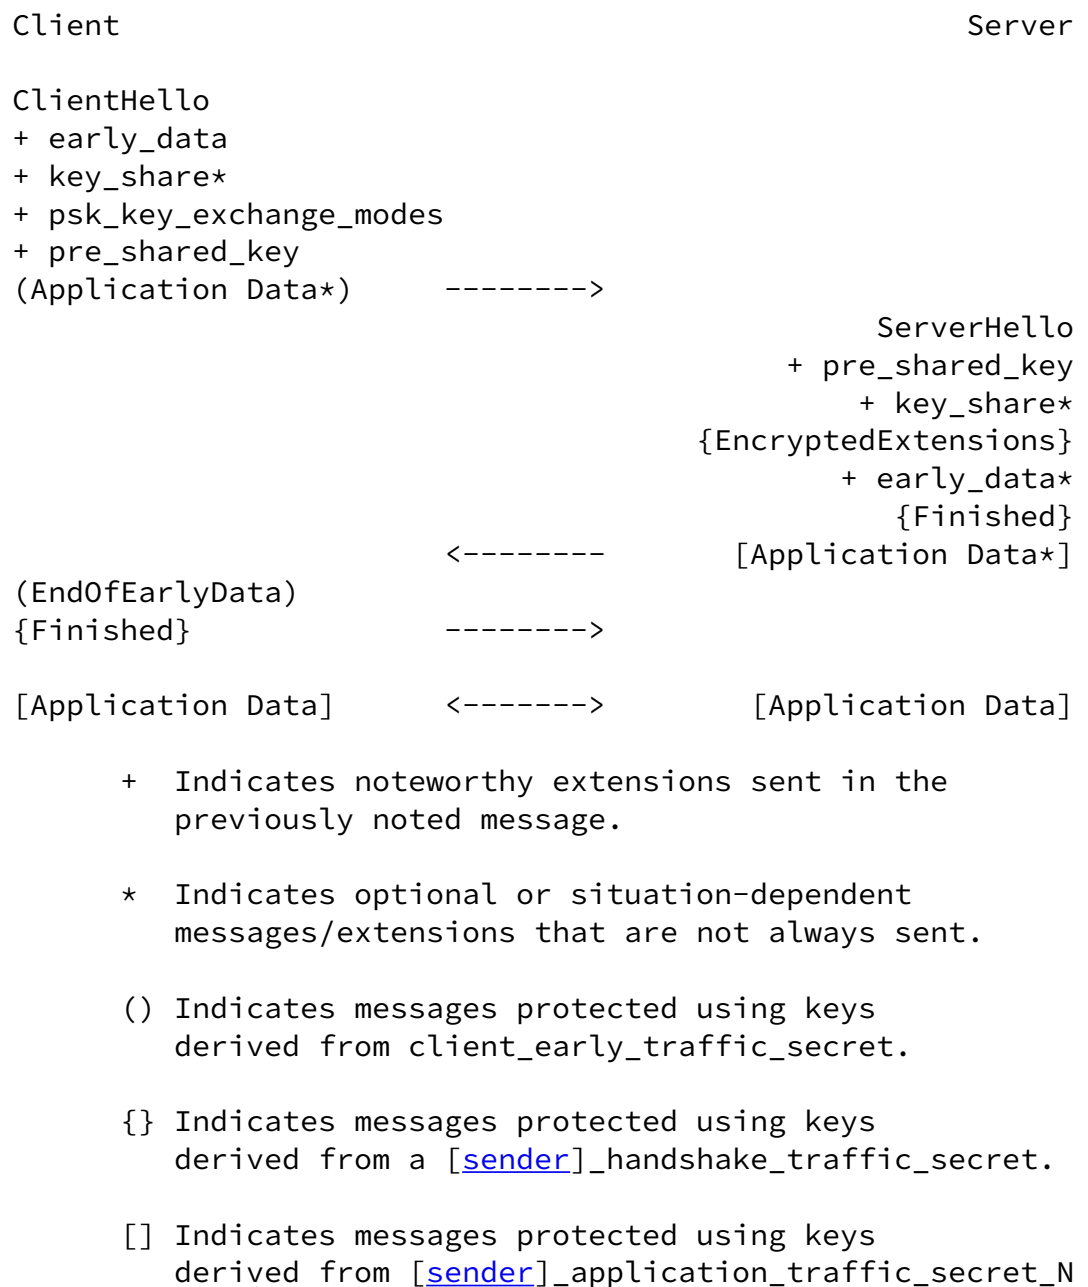 Client                                               Server

ClientHello
+ early_data
+ key_share*
+ psk_key_exchange_modes
+ pre_shared_key
(Application Data*)     -------->
                                                ServerHello
                                           + pre_shared_key
                                               + key_share*
                                      {EncryptedExtensions}
                                              + early_data*
                                                 {Finished}
                        <--------       [Application Data*]
(EndOfEarlyData)
{Finished}              -------->

[Application Data]      <------->        [Application Data]

      +  Indicates noteworthy extensions sent in the
         previously noted message.

      *  Indicates optional or situation-dependent
         messages/extensions that are not always sent.

      () Indicates messages protected using keys
         derived from client_early_traffic_secret.

      {} Indicates messages protected using keys
         derived from a [sender]_handshake_traffic_secret.

      [] Indicates messages protected using keys
         derived from [sender]_application_traffic_secret_N